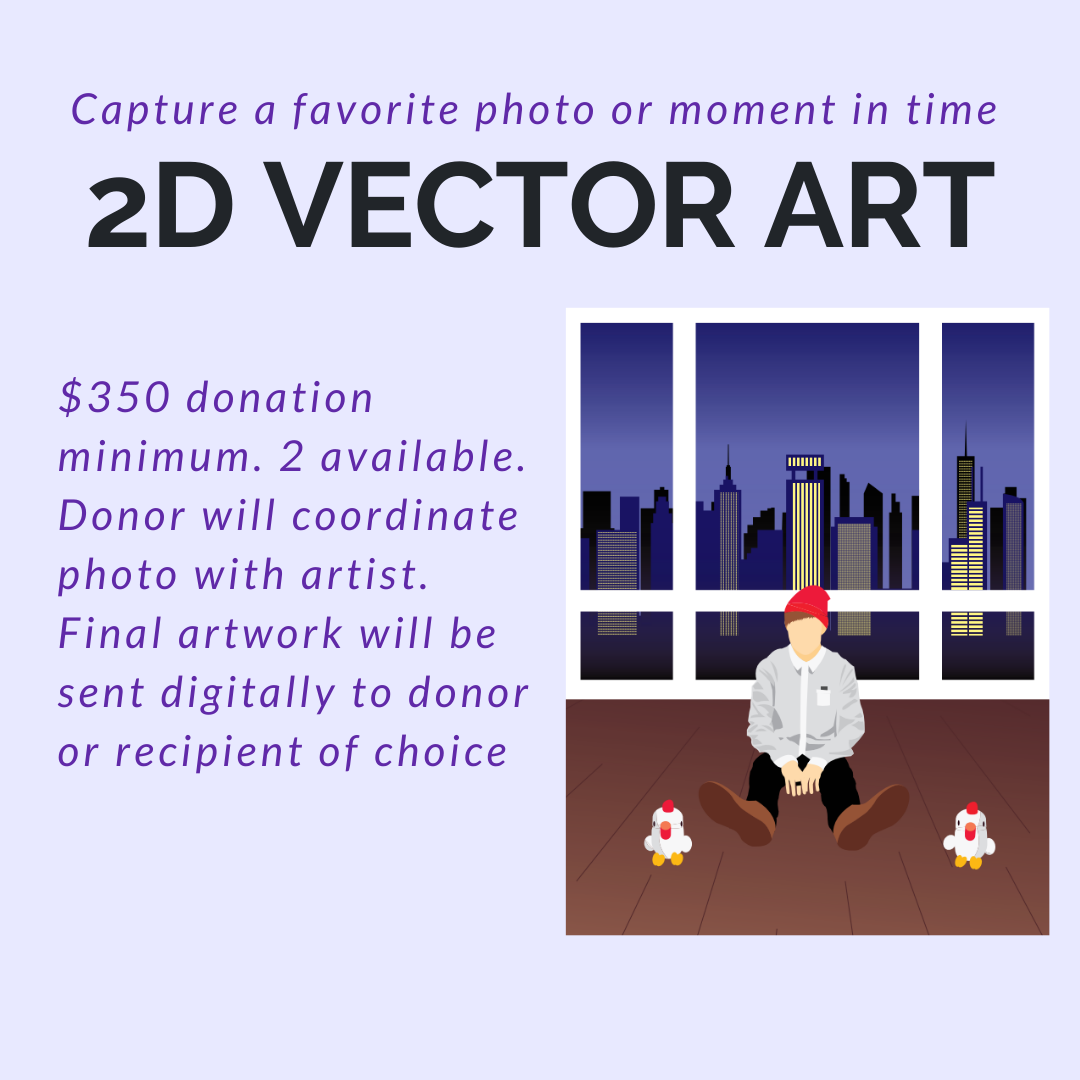 Capture a favorite photo or moment in time
2D VECTOR ART
$350 donation
minimum. 2 available.
Donor will coordinate
photo with artist.
Final artwork will be
sent digitally to donor
or recipient of choice